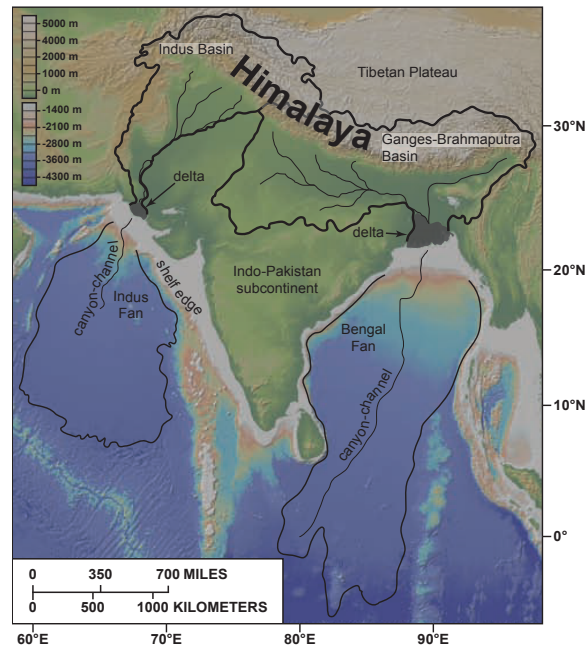 5000 m
4000 m
2000 m
1000 m
0 m
-1400 m
-2100 m
-2800 m
-3600 m
-4300 m
Indus Basin
Himalaya
Tibetan Plateau
Ganges-Brahmaputra
Basin
30°N
delta
delta
20°N
canyon-channel
Indus
Fan
shelf edge
Indo-Pakistan
subcontinent
Bengal
Fan
canyon-channel
10°N
0°
0 350 700 MILES
0 500 1000 KILOMETERS
60°E 70°E 80°E 90°E